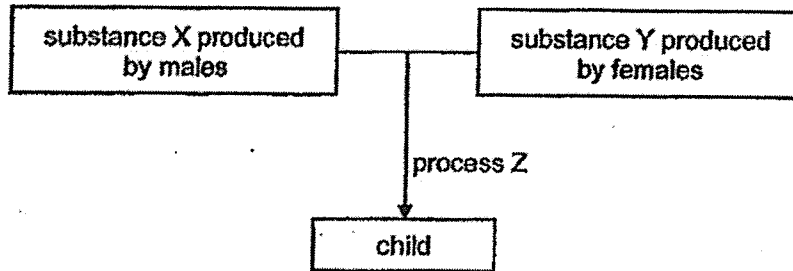 substance X produced
by males
substance Y produced
by females
process Z
child